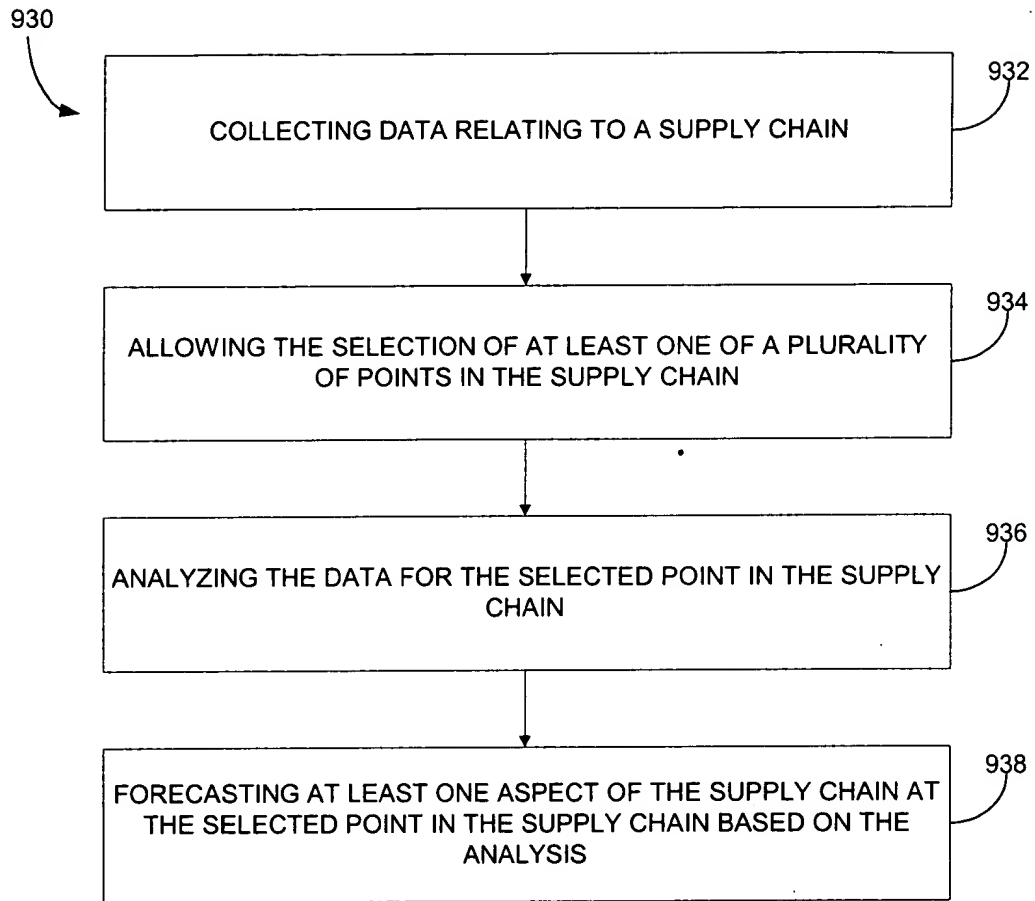 930
932
COLLECTING DATA RELATING TO A SUPPLY CHAIN
934
ALLOWING THE SELECTION OF AT LEAST ONE OF A PLURALITY
OF POINTS IN THE SUPPLY CHAIN
936
ANALYZING THE DATA FOR THE SELECTED POINT IN THE SUPPLY
CHAIN
938
FORECASTING AT LEAST ONE ASPECT OF THE SUPPLY CHAIN AT
THE SELECTED POINT IN THE SUPPLY CHAIN BASED ON THE
ANALYSIS